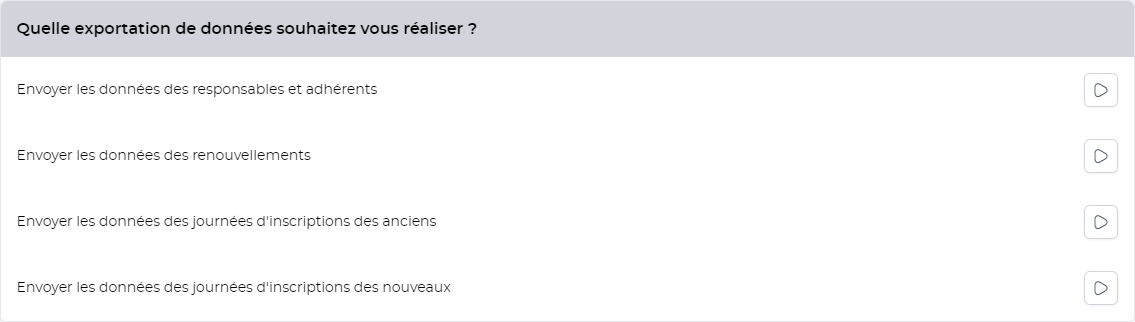 Quelle exportation de données souhaitez vous réaliser ?
Envoyer les données des responsables et adhérents
Envoyer les données des renouvellements
Envoyer les données des journées d'inscriptions des anciens
Envoyer les données des journées d'inscriptions des nouveaux